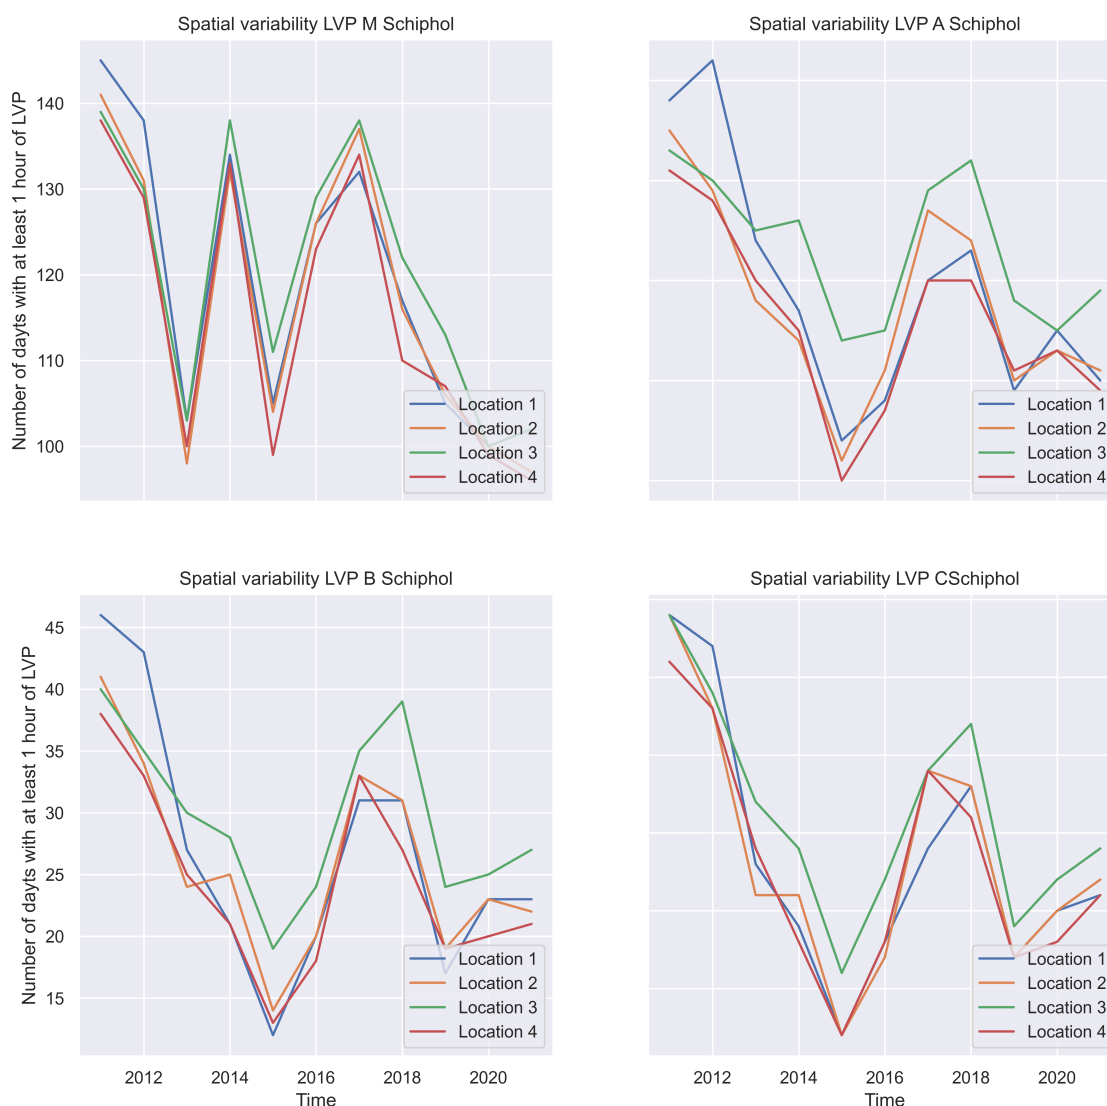 Spatial variability LVP M Schiphol
Number of dayts with at least 1 hour of LVP
140
130
120
110
100
Location 1
Location 2
Location 3
Location 4
Spatial variability LVP A Schiphol
Location 1
Location 2
Location 3
Location 4
Spatial variability LVP B Schiphol
Number of dayts with at least 1 hour of LVP
45
40
35
30
25
20
15
Location 1
Location 2
Location 3
Location 4
2012 2014 2016 2018 2020
Time
Spatial variability LVP CSchiphol
Location 1
Location 2
Location 3
Location 4
2012 2014 2016 2018 2020
Time